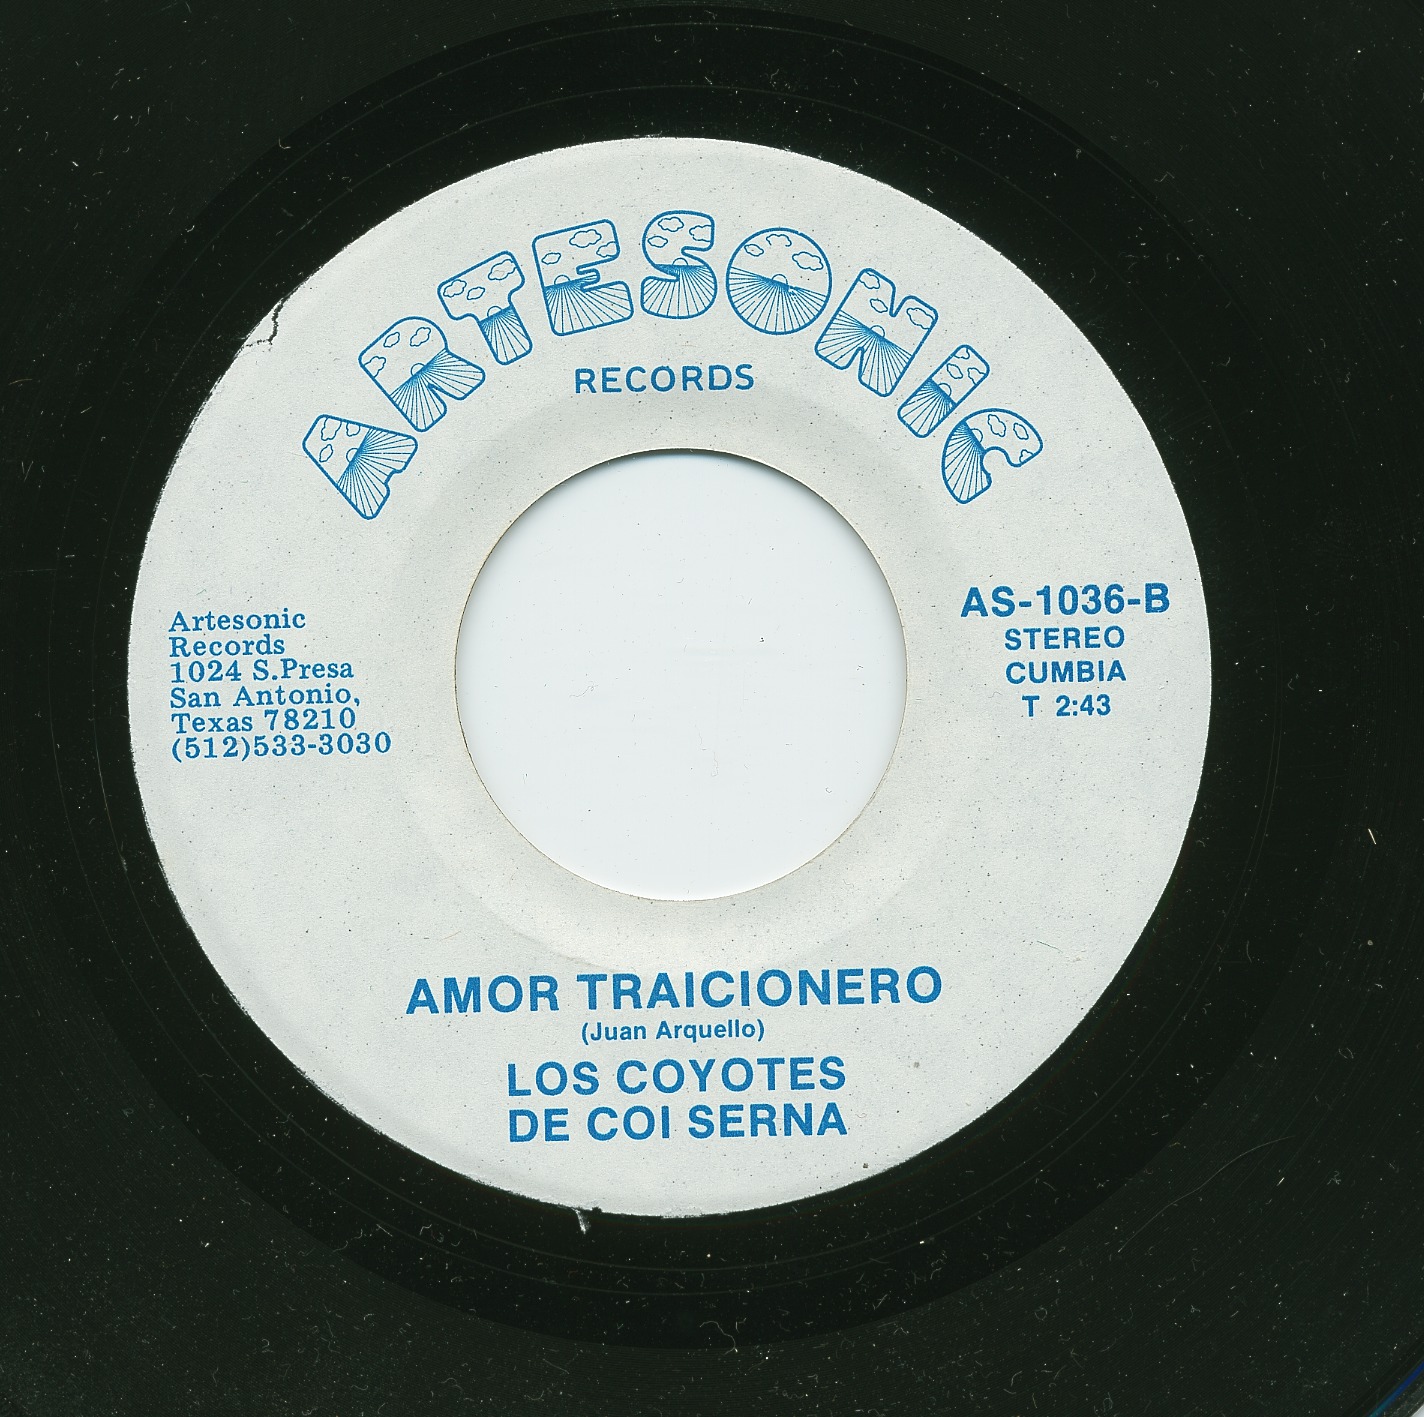 ARTESONIC
RECORDS
Artesonic
Records
1024 S.Presa
San Antonio,
Texas 78210
(512)533-3030
AS-1036-B
STEREO
CUMBIA
T 2:43
AMOR TRAICIONERO
(Juan Arquello)
LOS COYOTES
DE COI SERNA